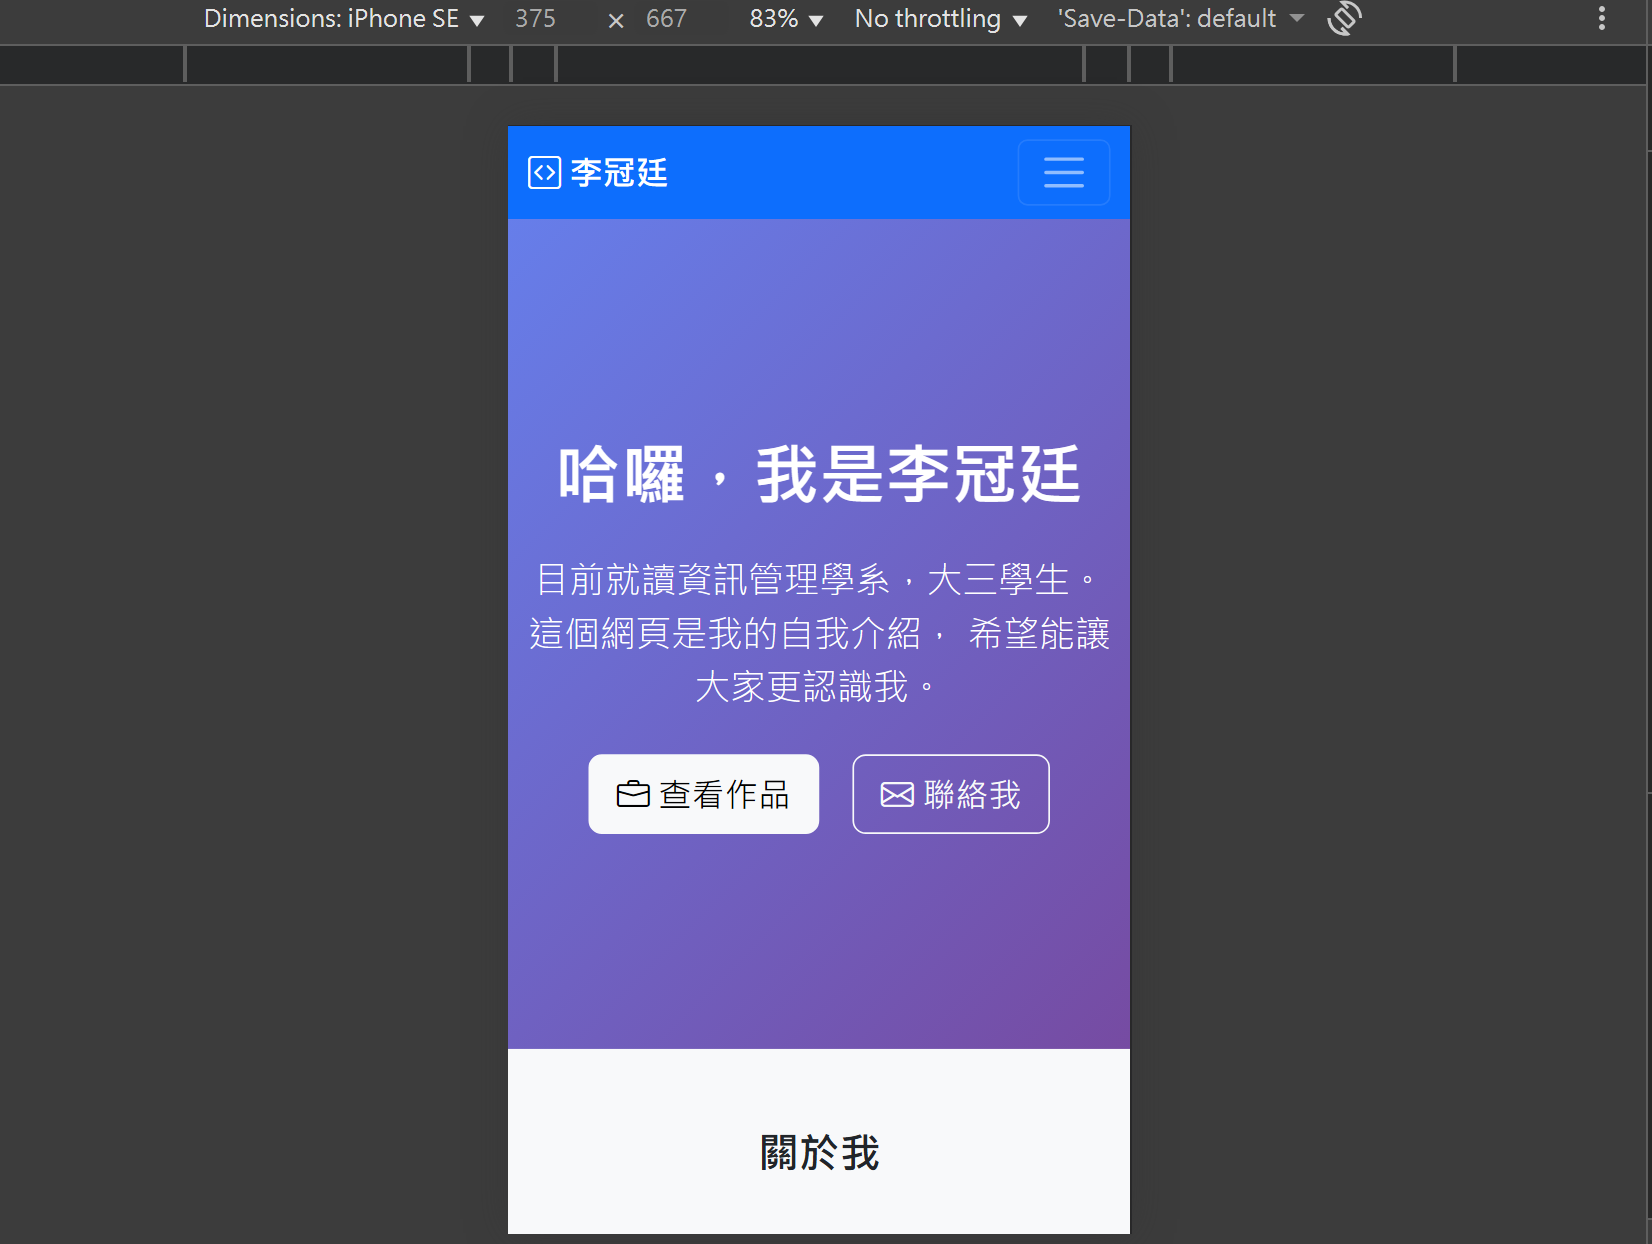 Dimensions: iPhone SE ▼ 375 × 667 83% ▼ No throttling ▼ 'Save-Data': default
李冠廷
哈囉，我是李冠廷
目前就讀資訊管理學系，大三學生。
這個網頁是我的自我介紹， 希望能讓
大家更認識我。
查看作品 聯絡我
關於我